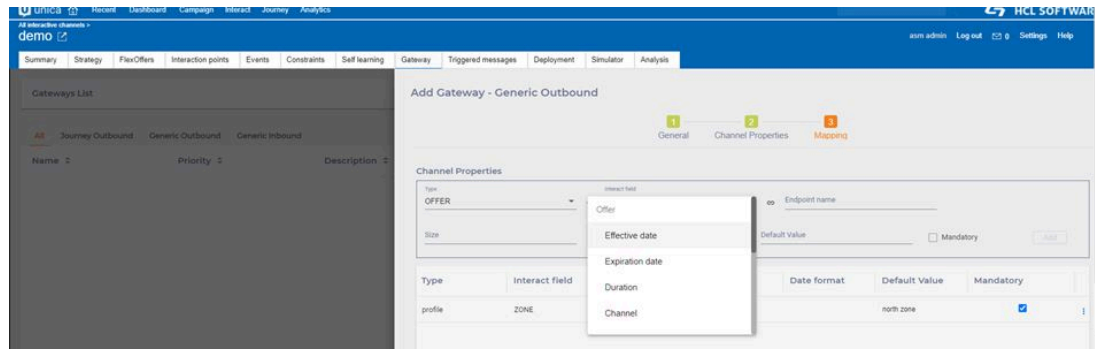 unica Recent Dashboard Campaign Interact Journey Analytics HCL SOFTWAR
All interactive channels >
demo asm admin Log out 0 Settings Help
Summary Strategy FlexOffers Interaction points Events Constraints Self learning Gateway Triggered messages Deployment Simulator Analysis
Gateways List
Add Gateway - Generic Outbound
1 2 3
General Channel Properties Mapping
All Journey Outbound Generic Outbound Generic Inbound
Name Priority Description
Channel Properties
Type Interact field
OFFER Endpoint name
Offer
Size Effective date Default Value Mandatory Add
Expiration date
Type Interact field Date format Default Value Mandatory
Duration
profile ZONE north zone
Channel